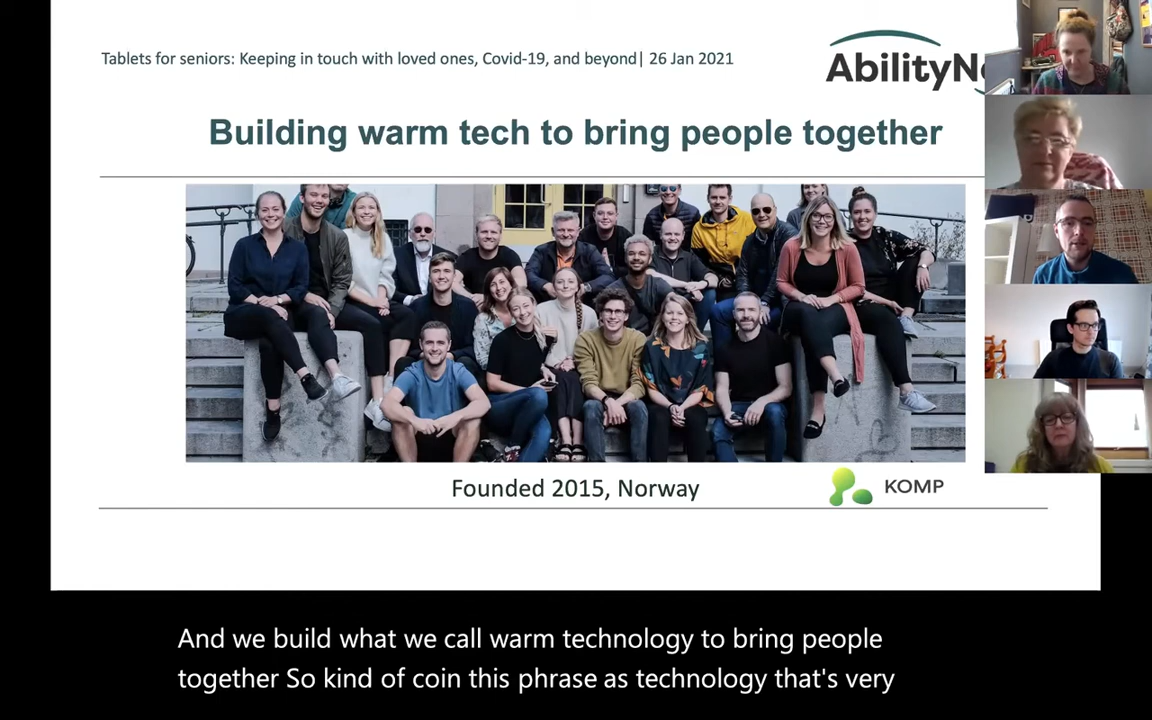 Tablets for seniors: Keeping in touch with loved ones, Covid-19, and beyond| 26 Jan 2021
AbilityN
Building warm tech to bring people together
Founded 2015, Norway
KOMP
And we build what we call warm technology to bring people
together So kind of coin this phrase as technology that's very